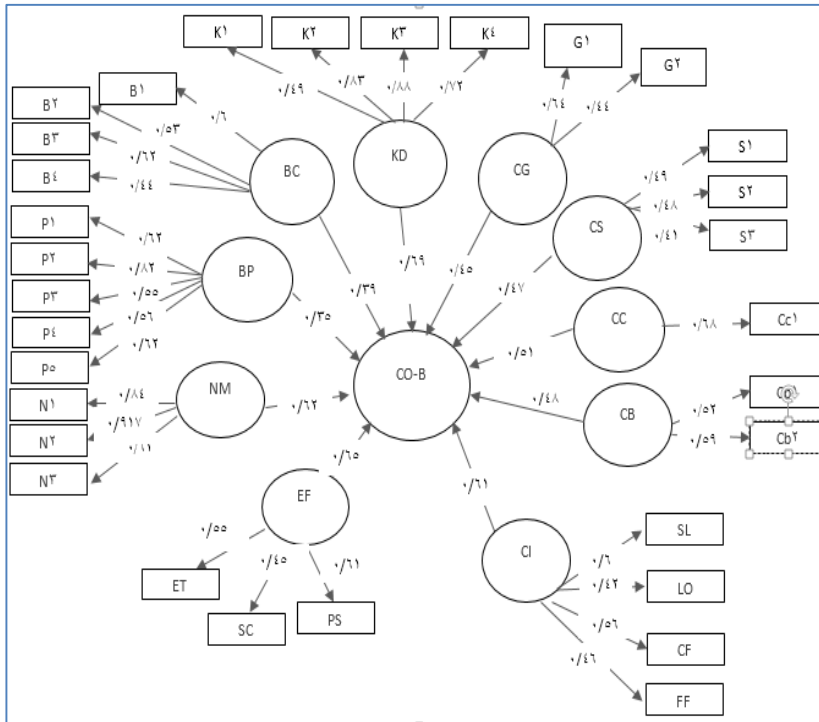 K۱
K۲
K۳
K٤
G۱
G۲
۰/٤۹
۰/۸۳
۰/۸۸
۰/۷۲
۰/٦٤
۰/٤٤
B۱
B۲
B۳
B٤
۰/٦
۰/٥۳
۰/٦۲
۰/٤٤
BC
KD
CG
S۱
S۲
S۳
۰/٤۹
۰/٤۸
۰/٤۱
CS
P۱
P۲
P۳
P٤
P٥
۰/٦۲
۰/۸۲
۰/٥٥
۰/٥٦
۰/٦۲
BP
۰/۳۹
۰/٦۹
۰/٤٥
۰/٤۷
۰/۳٥
CC
۰/٦۸
Cc۱
۰/٥۱
CO-B
N۱
N۲
N۳
۰/۸٤
۰/۹۱۷
۰/۸۱
NM
۰/٦۲
۰/٤۸
CB
۰/٥۲
۰/٥۹
Cb۲
۰/٦٥
۰/٦۱
EF
۰/٥٥
۰/٤٥
۰/٦۱
ET
SC
PS
CI
۰/٦
۰/٤۲
۰/٥٦
۰/٤٦
SL
LO
CF
FF